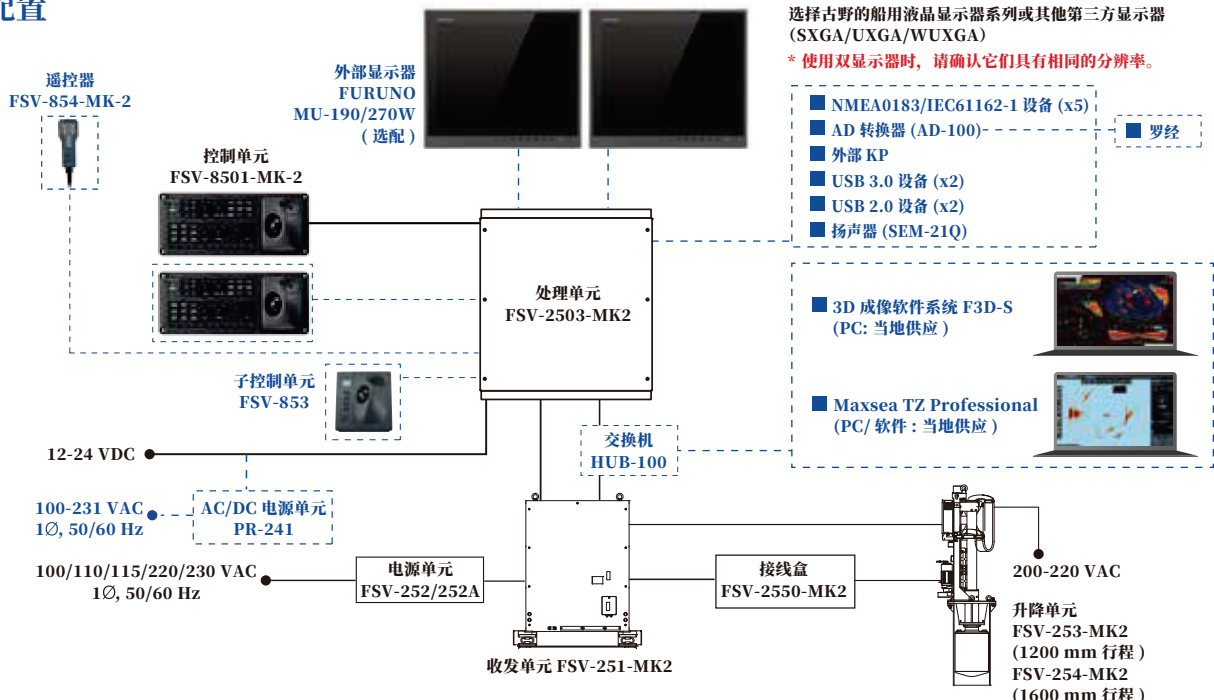 配置
选择古野的船用液晶显示器系列或其他第三方显示器
(SXGA/UXGA/WUXGA)
* 使用双显示器时，请确认它们具有相同的分辨率。
遥控器
FSV-854-MK-2
外部显示器
FURUNO
MU-190/270W
( 选配 )
控制单元
FSV-8501-MK-2
NMEA0183/IEC61162-1 设备 (x5)
AD 转换器 (AD-100)
罗经
外部 KP
USB 3.0 设备 (x2)
USB 2.0 设备 (x2)
扬声器 (SEM-21Q)
处理单元
FSV-2503-MK2
3D 成像软件系统 F3D-S
(PC: 当地供应 )
Maxsea TZ Professional
(PC/ 软件 : 当地供应 )
子控制单元
FSV-853
交换机
HUB-100
12-24 VDC
100-231 VAC
1Ø, 50/60 Hz
AC/DC 电源单元
PR-241
100/110/115/220/230 VAC
1Ø, 50/60 Hz
电源单元
FSV-252/252A
接线盒
FSV-2550-MK2
200-220 VAC
升降单元
FSV-253-MK2
(1200 mm 行程 )
FSV-254-MK2
(1600 mm 行程 )
收发单元 FSV-251-MK2